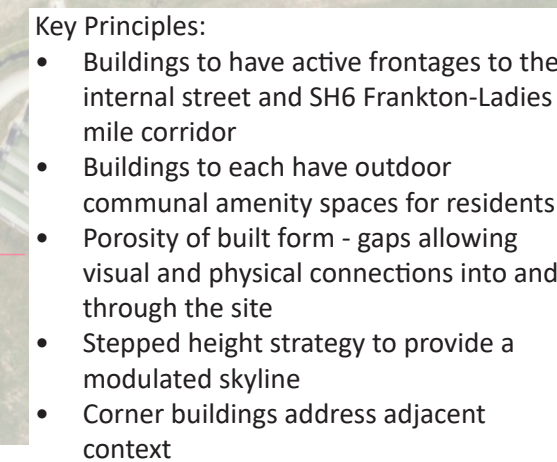 Key Principles:
• Buildings to have active frontages to the
internal street and SH6 Frankton-Ladies
mile corridor
• Buildings to each have outdoor
communal amenity spaces for residents
• Porosity of built form - gaps allowing
visual and physical connections into and
through the site
• Stepped height strategy to provide a
modulated skyline
• Corner buildings address adjacent
context